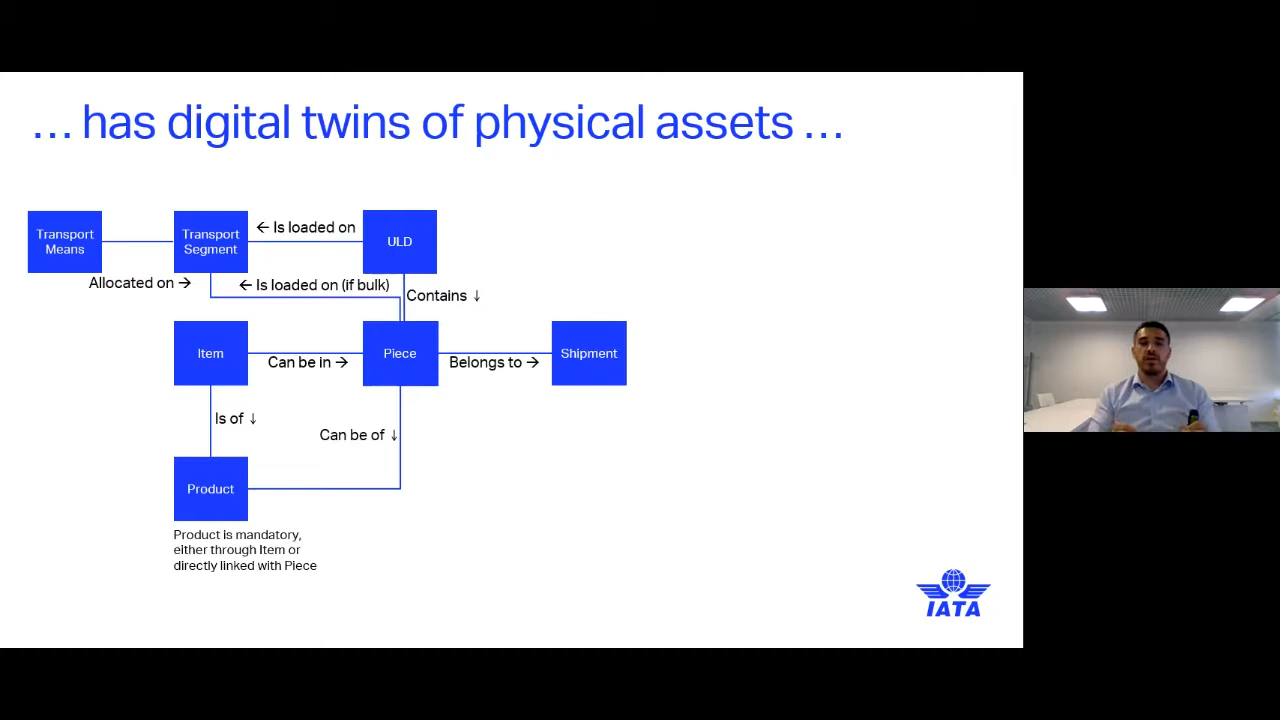 ... has digital twins of physical assets ...
Transport
Means
Transport
Segment
← Is loaded on
ULD
Allocated on →
← Is loaded on (if bulk)
Contains ↓
Item
Can be in →
Piece
Belongs to →
Shipment
Is of ↓
Can be of ↓
Product
Product is mandatory,
either through Item or
directly linked with Piece
IATA